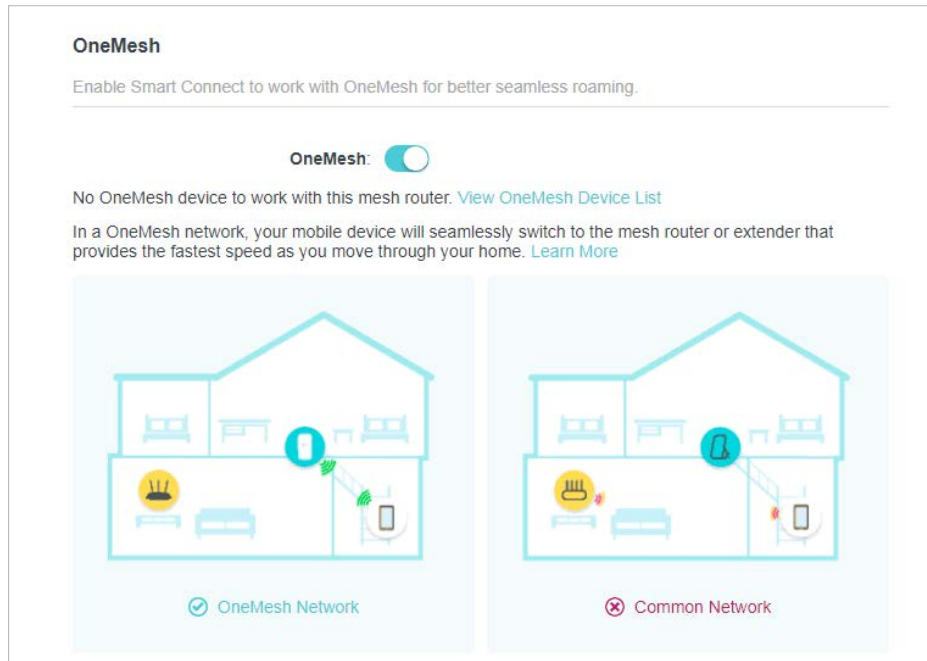 OneMesh
Enable Smart Connect to work with OneMesh for better seamless roaming.
OneMesh:
No OneMesh device to work with this mesh router. View OneMesh Device List
In a OneMesh network, your mobile device will seamlessly switch to the mesh router or extender that
provides the fastest speed as you move through your home. Learn More
OneMesh Network
Common Network